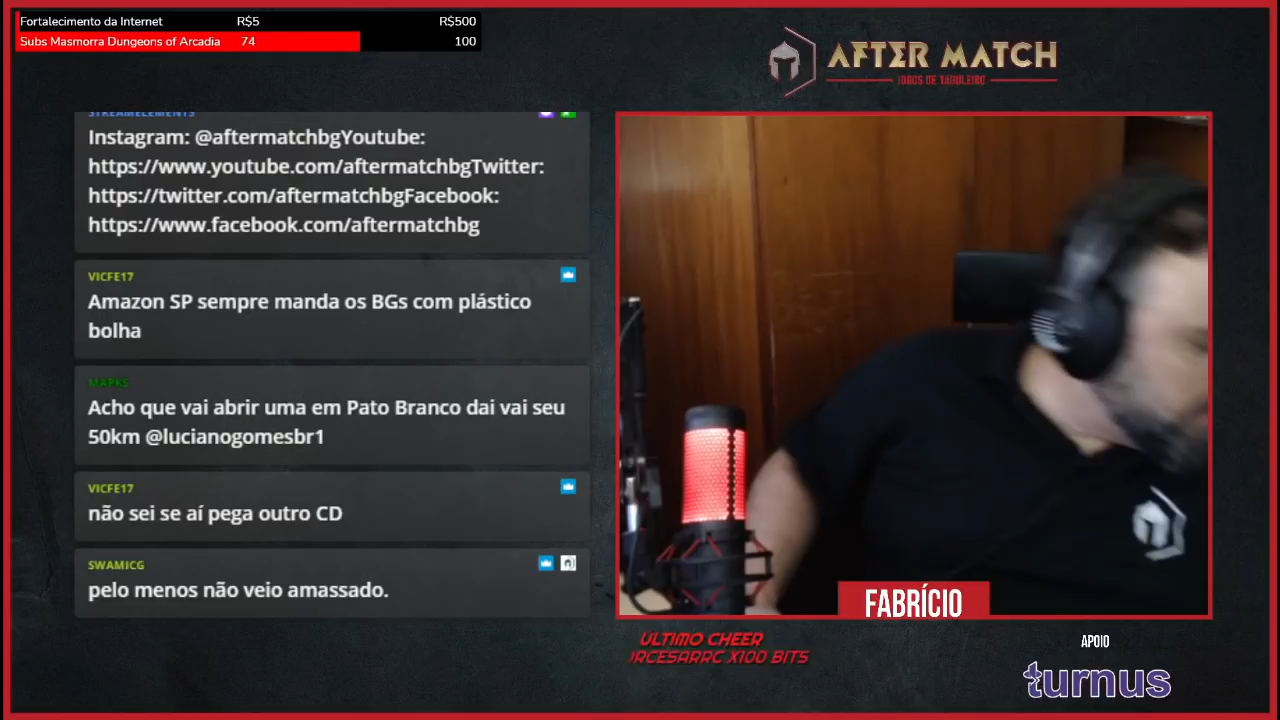 Fortalecimento da Internet R$5 R$500
Subs Masmorra Dungeons of Arcadia 74 100
AFTER MATCH
JOGOS DE TABULEIRO
STREAMELEMENTS
Instagram: @aftermatchbgYoutube:
https://www.youtube.com/aftermatchbgTwitter:
https://twitter.com/aftermatchbgFacebook:
https://www.facebook.com/aftermatchbg
VICFE17
Amazon SP sempre manda os BGs com plástico
bolha
MAPKS
Acho que vai abrir uma em Pato Branco dai vai seu
50km @lucianogomesbr1
VICFE17
não sei se aí pega outro CD
SWAMICG
pelo menos não veio amassado.
FABRÍCIO
ÚLTIMO CHEER
RCESARRC X100 BITS
APOIO
turnus